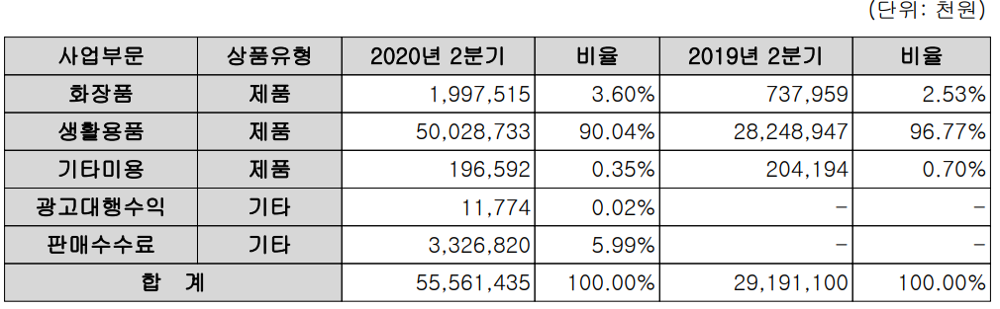 (단위: 천원)
사업부문 상품유형 2020년 2분기 비율 2019년 2분기 비율
화장품 제품 1,997,515 3.60% 737,959 2.53%
생활용품 제품 50,028,733 90.04% 28,248,947 96.77%
기타미용 제품 196,592 0.35% 204,194 0.70%
광고대행수익 기타 11,774 0.02% – –
판매수수료 기타 3,326,820 5.99% – –
합 계 55,561,435 100.00% 29,191,100 100.00%